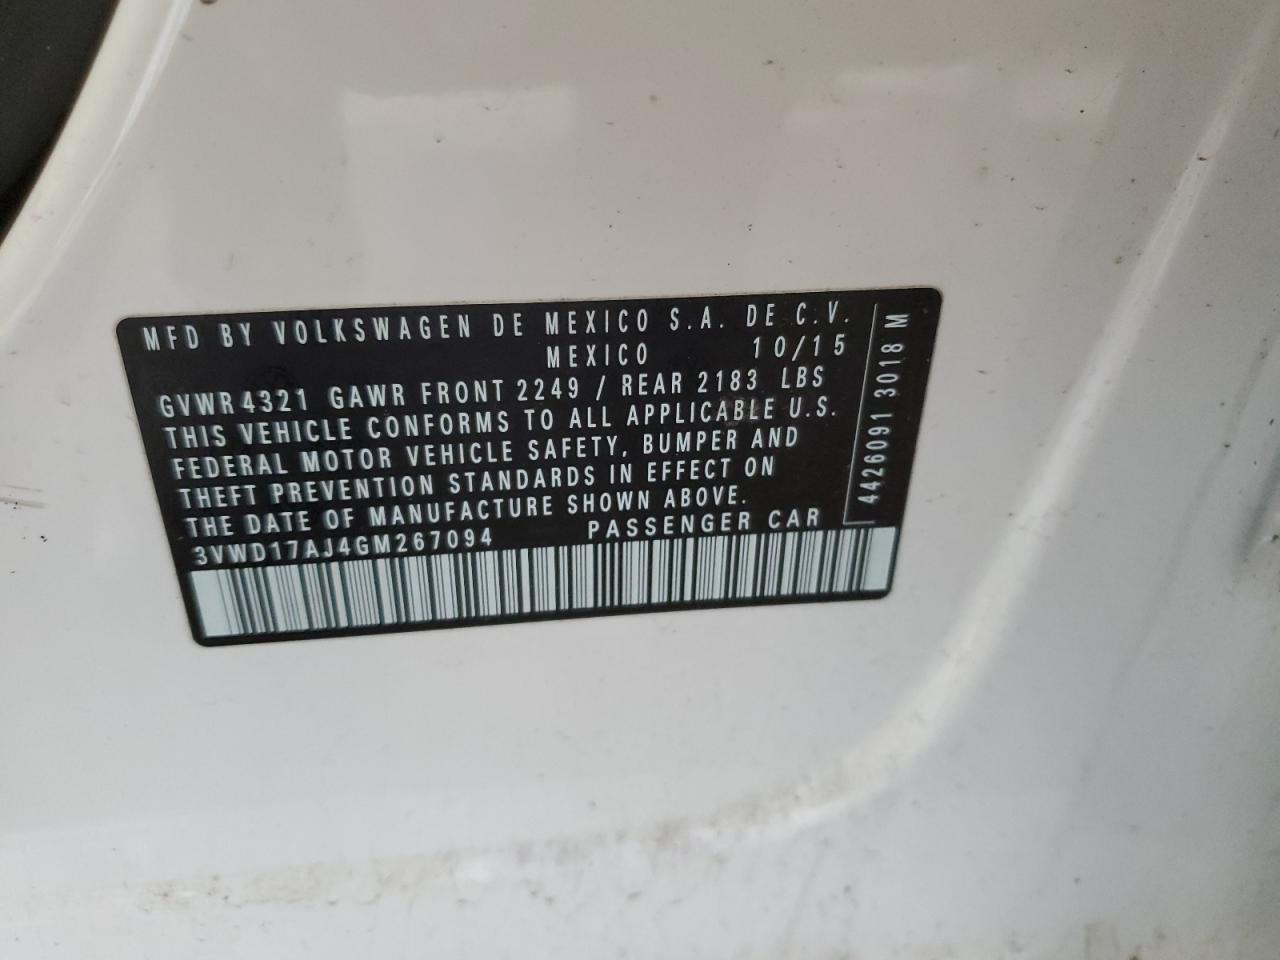 MFD BY VOLKSWAGEN DE MEXICO S.A. DE C.V.
MEXICO 10/15
GVWR 4321 GAWR FRONT 2249 / REAR 2183 LBS
THIS VEHICLE CONFORMS TO ALL APPLICABLE U.S.
FEDERAL MOTOR VEHICLE SAFETY, BUMPER AND
THEFT PREVENTION STANDARDS IN EFFECT ON
THE DATE OF MANUFACTURE SHOWN ABOVE.
3VWD17AJ4GM267094 PASSENGER CAR
4426091 3018 M